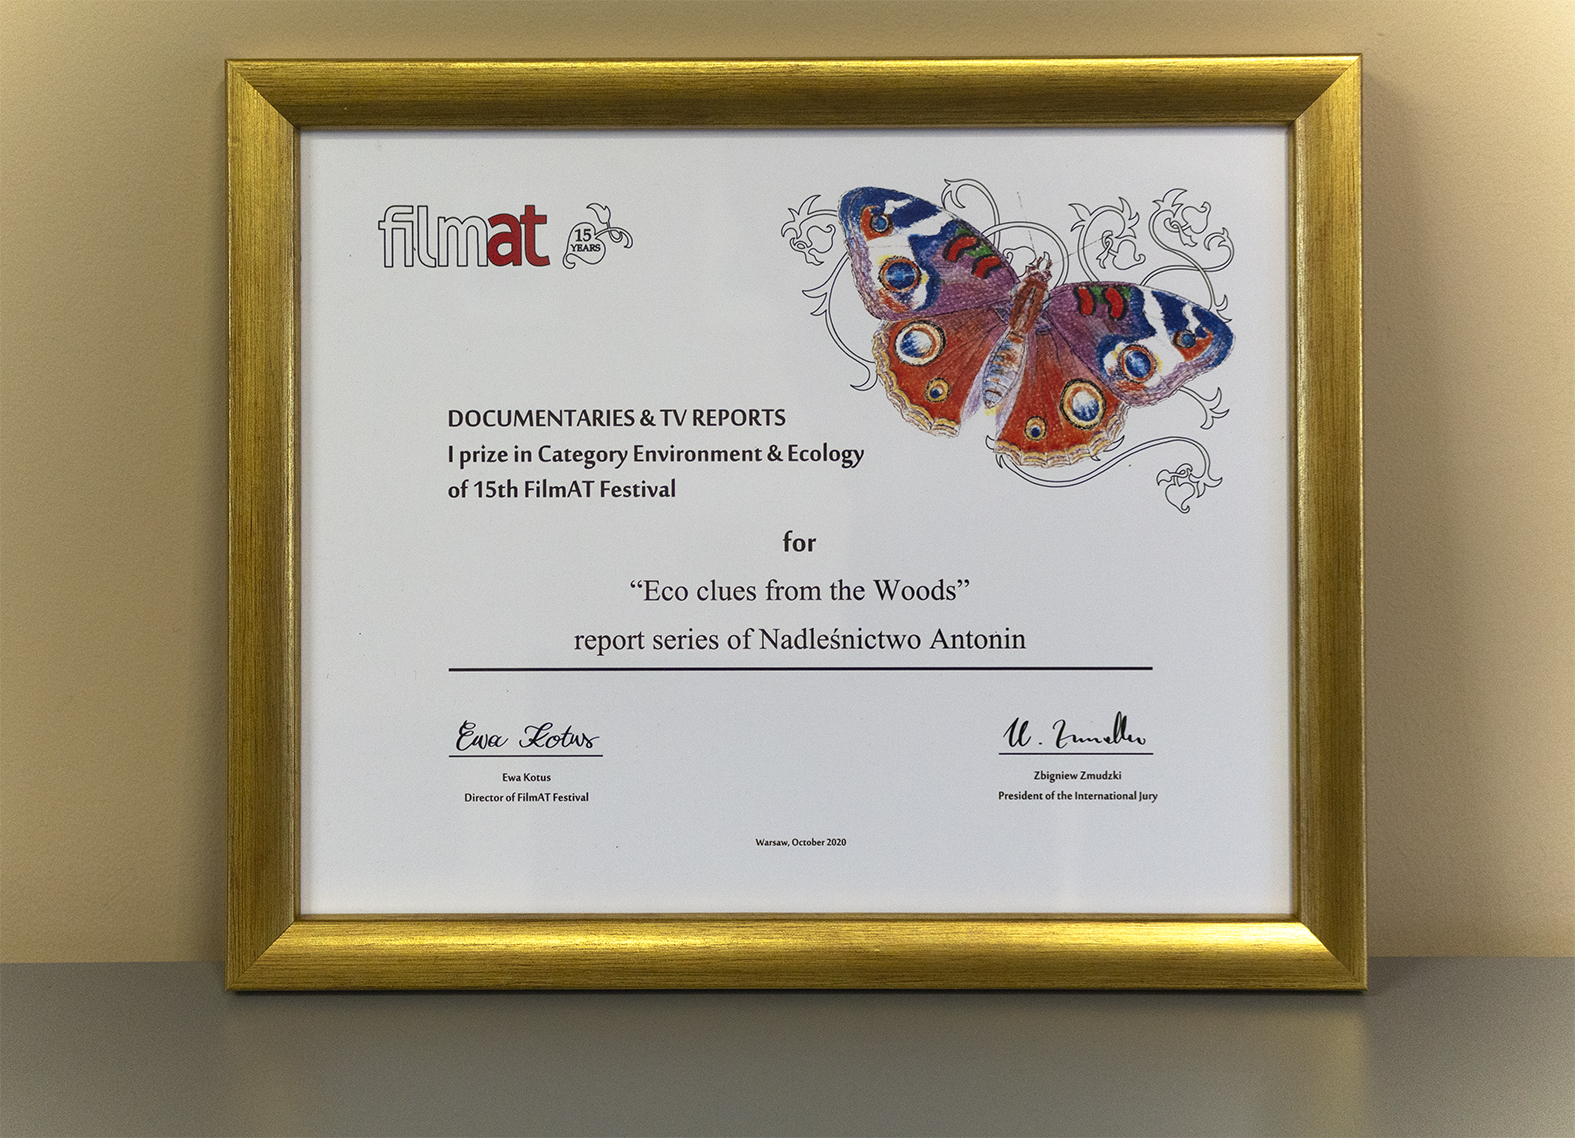 filmat
15
YEARS
DOCUMENTARIES & TV REPORTS
I prize in Category Environment & Ecology
of 15th FilmAT Festival
for
“Eco clues from the Woods”
report series of Nadleśnictwo Antonin
Ewa Kotus
Ewa Kotus
Director of FilmAT Festival
Zbigniew Zmudzki
President of the International Jury
Warsaw, October 2020